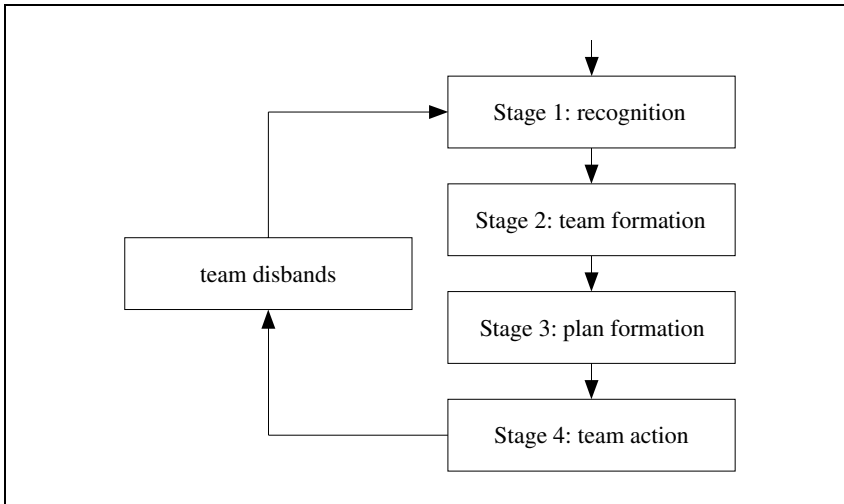 Stage 1: recognition
Stage 2: team formation
team disbands
Stage 3: plan formation
Stage 4: team action